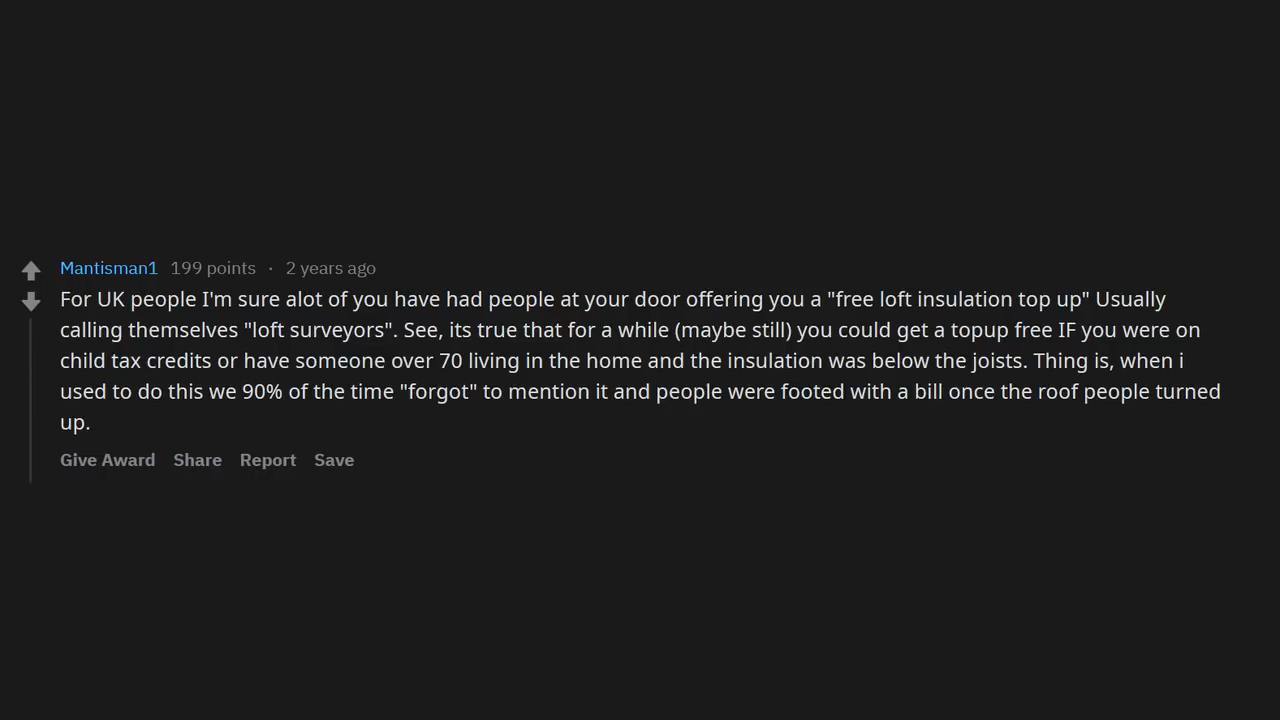 Mantisman1 199 points · 2 years ago
For UK people I'm sure alot of you have had people at your door offering you a "free loft insulation top up" Usually
calling themselves "loft surveyors". See, its true that for a while (maybe still) you could get a topup free IF you were on
child tax credits or have someone over 70 living in the home and the insulation was below the joists. Thing is, when i
used to do this we 90% of the time "forgot" to mention it and people were footed with a bill once the roof people turned
up.
Give Award Share Report Save